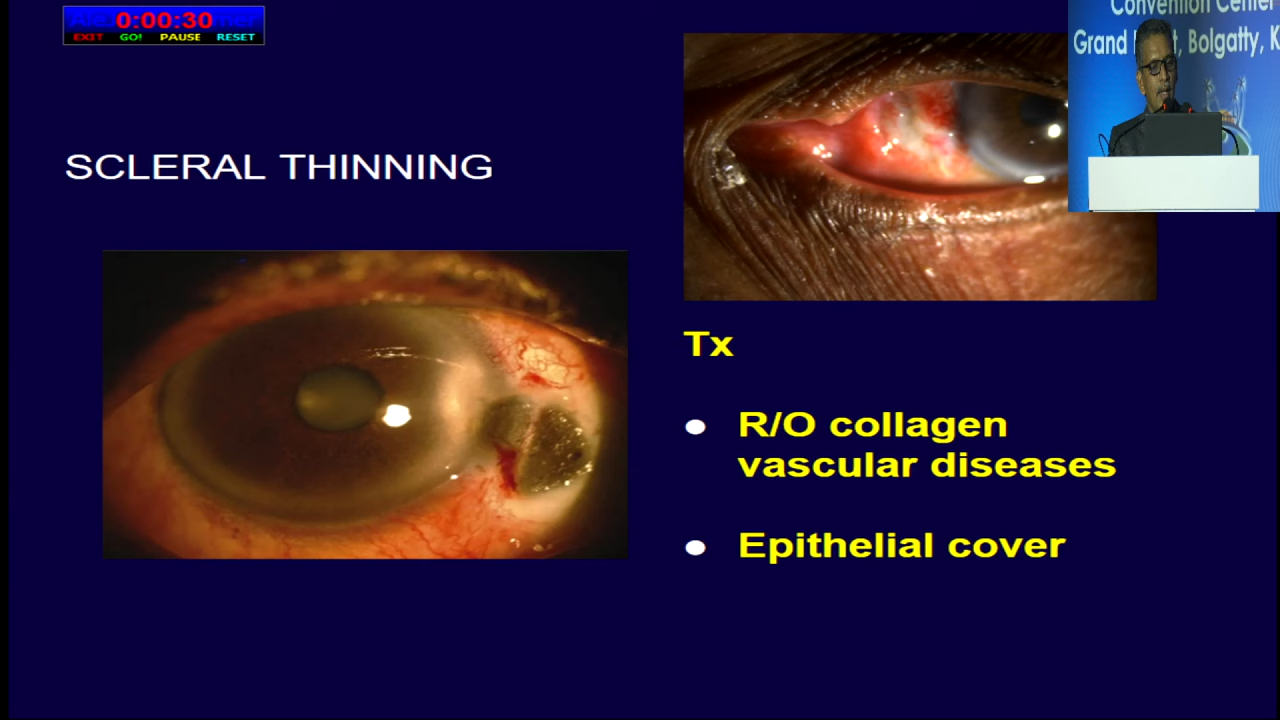 0:00:30
EXIT GO! PAUSE RESET
Convention Center
Grand , Bolgatty, K
SCLERAL THINNING
Tx
R/O collagen
vascular diseases
Epithelial cover